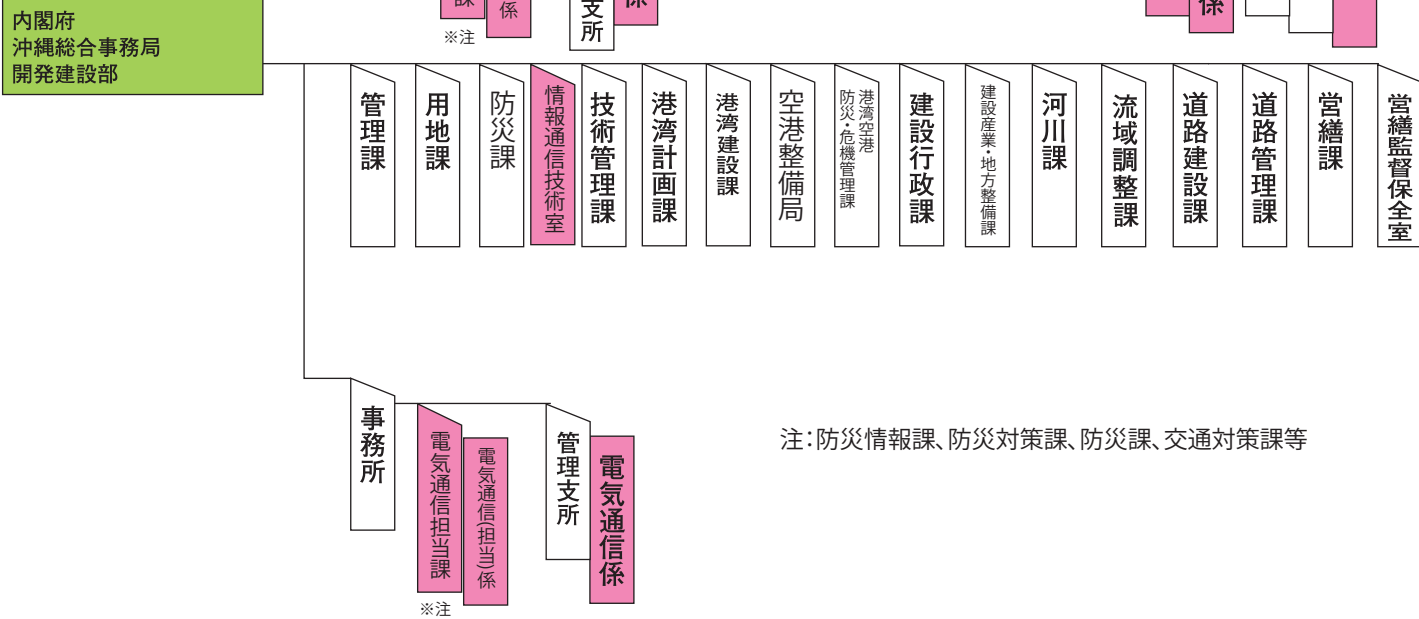 課
係
※注
支所
係
係
内閣府
沖縄総合事務局
開発建設部
管理課
用地課
防災課
情報通信技術室
技術管理課
港湾計画課
港湾建設課
空港整備局
港湾空港
防災・危機管理課
建設行政課
建設産業・地方整備課
河川課
流域調整課
道路建設課
道路管理課
営繕課
営繕監督保全室
事務所
電気通信担当課
※注
電気通信(担当)係
管理支所
電気通信係
注：防災情報課、防災対策課、防災課、交通対策課等